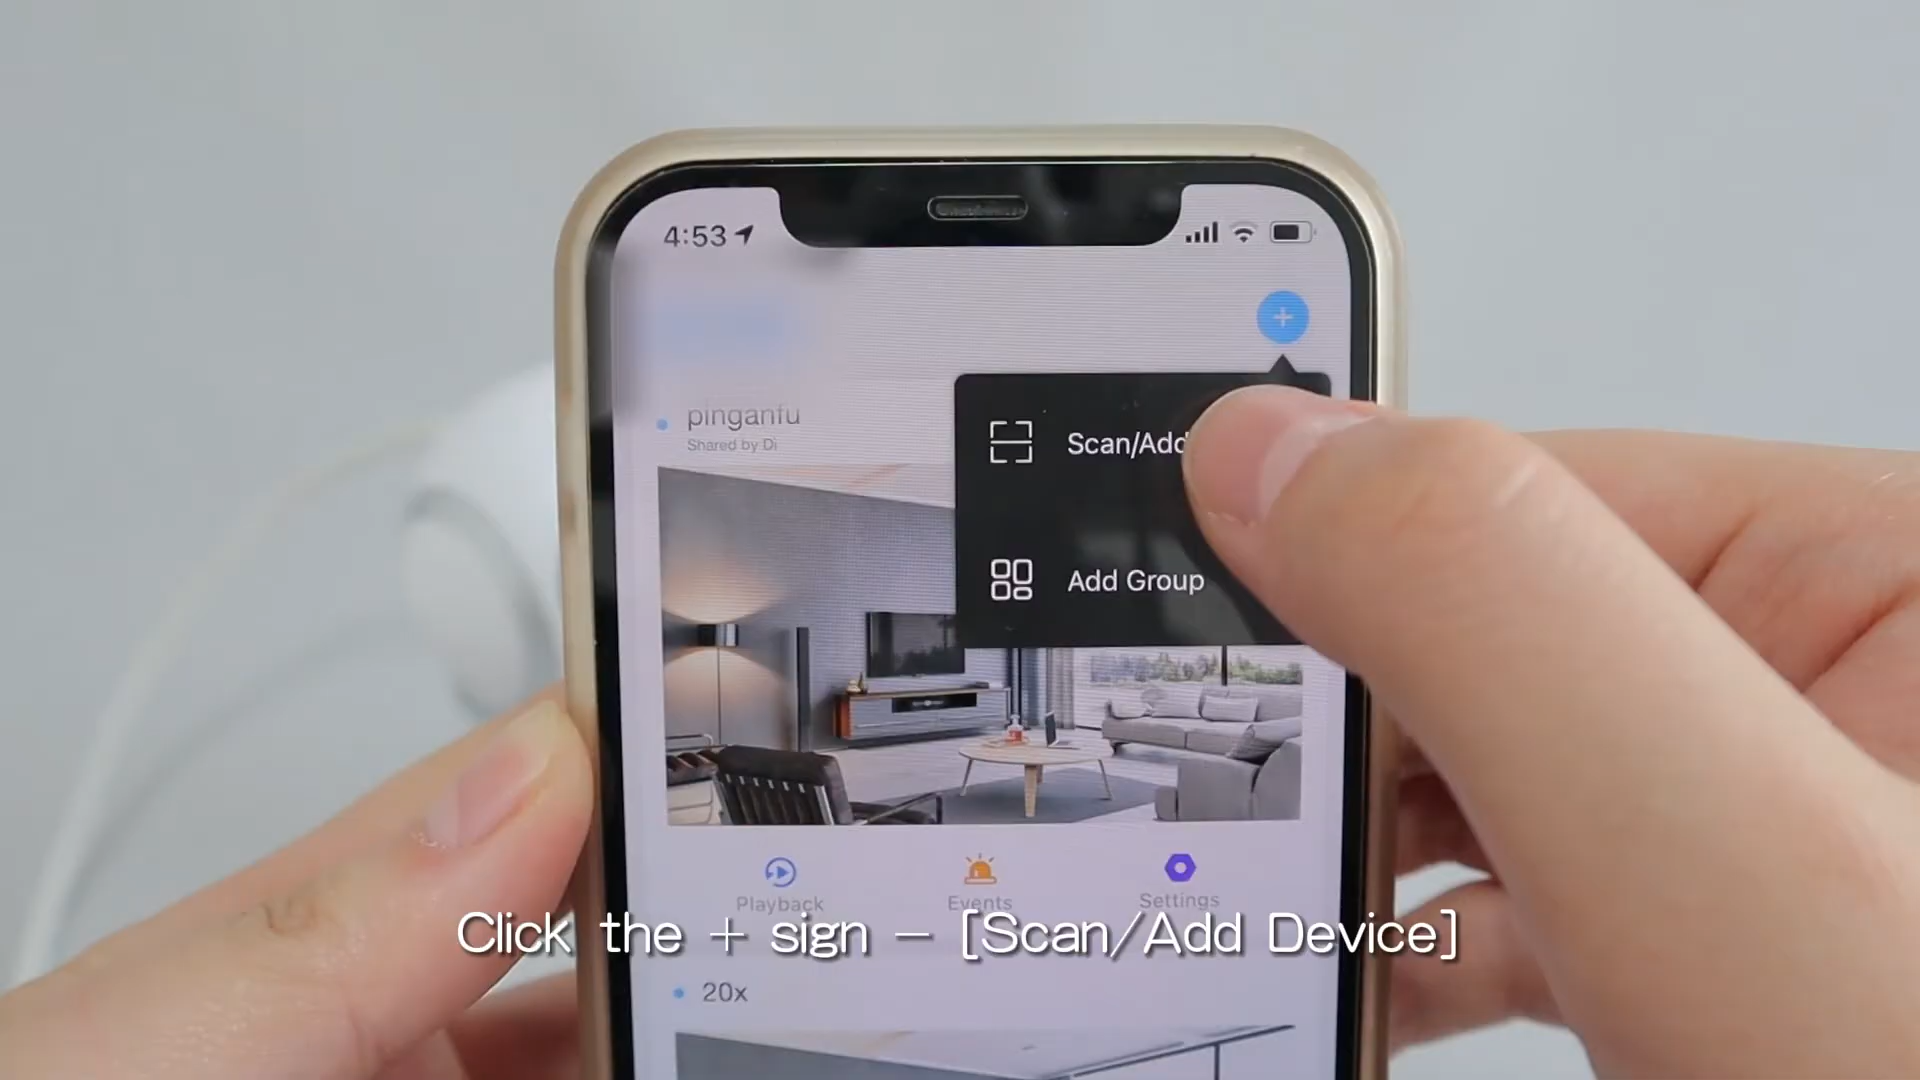 4:53
pinganfu
Shared by Di
Scan/Add
Add Group
Playback
Events
Settings
Click the + sign – [Scan/Add Device]
20x